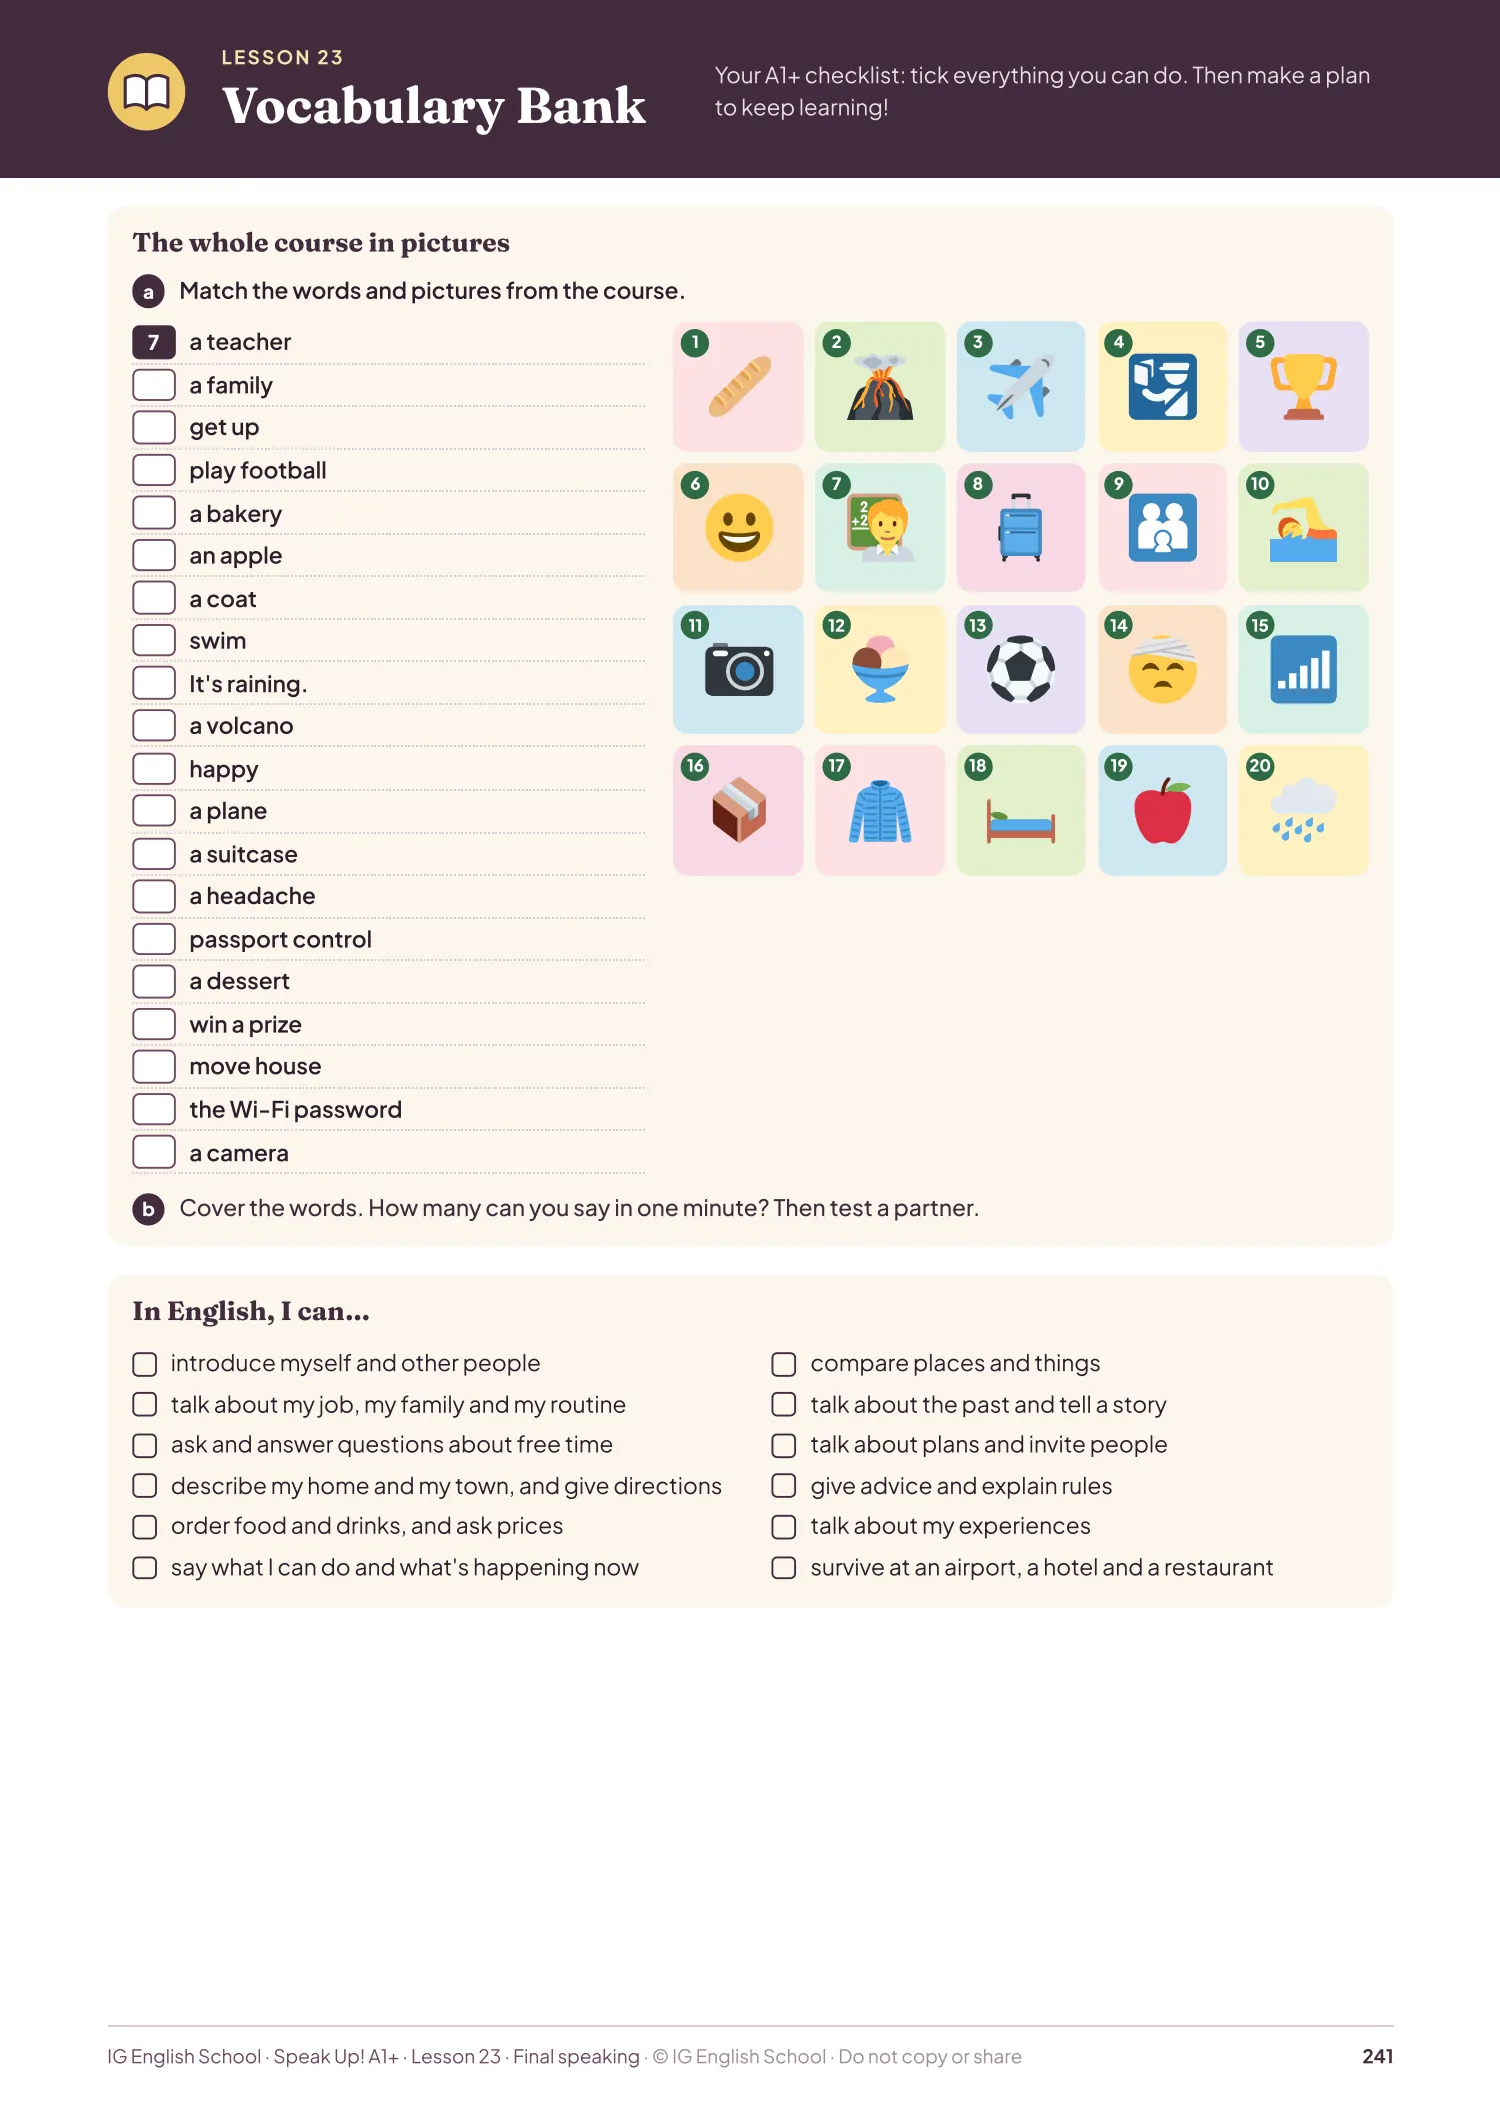 LESSON 23
Vocabulary Bank
Your A1+ checklist: tick everything you can do. Then make a plan
to keep learning!
The whole course in pictures
a Match the words and pictures from the course.
7 a teacher
a family
get up
play football
a bakery
an apple
a coat
swim
It's raining.
a volcano
happy
a plane
a suitcase
a headache
passport control
a dessert
win a prize
move house
the Wi-Fi password
a camera
1 2 3 4 5
6 7 8 9 10
2
+2
11 12 13 14 15
16 17 18 19 20
b Cover the words. How many can you say in one minute? Then test a partner.
In English, I can...
introduce myself and other people
talk about my job, my family and my routine
ask and answer questions about free time
describe my home and my town, and give directions
order food and drinks, and ask prices
say what I can do and what's happening now
compare places and things
talk about the past and tell a story
talk about plans and invite people
give advice and explain rules
talk about my experiences
survive at an airport, a hotel and a restaurant
IG English School · Speak Up! A1+ · Lesson 23 · Final speaking · © IG English School · Do not copy or share
241